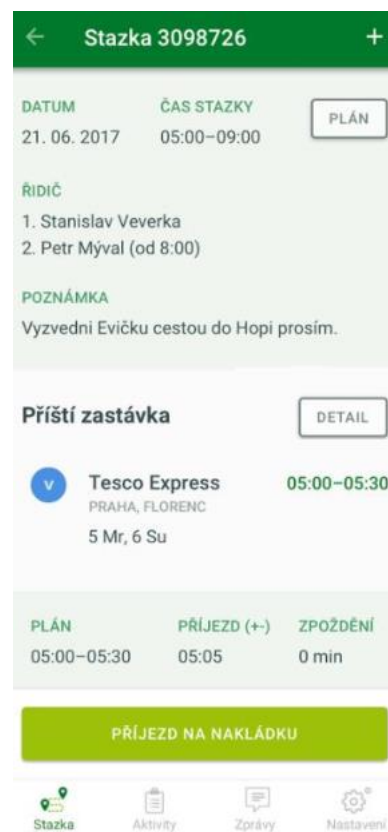 Stazka 3098726
DATUM
ČAS STAZKY
PLÁN
21. 06. 2017
05:00–09:00
ŘIDIČ
1. Stanislav Veverka
2. Petr Mýval (od 8:00)
POZNÁMKA
Vyzvedni Evičku cestou do Hopi prosím.
Příští zastávka
DETAIL
V
Tesco Express
05:00–05:30
PRAHA, FLORENC
5 Mr, 6 Su
PLÁN
PŘÍJEZD (+-)
ZPOŽDĚNÍ
05:00–05:30
05:05
0 min
PŘÍJEZD NA NAKLÁDKU
Stazka
Aktivity
Zprávy
Nastavení